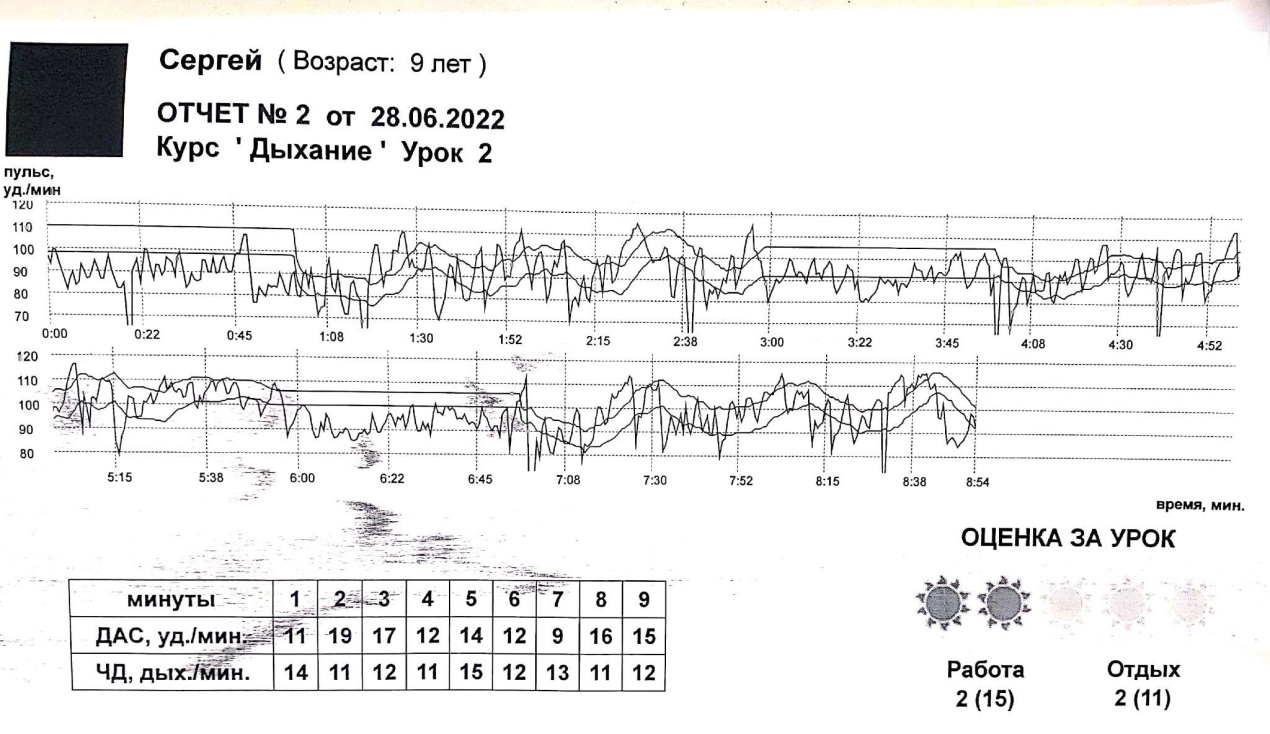 Сергей ( Возраст: 9 лет )
ОТЧЕТ № 2 от 28.06.2022
Курс ' Дыхание ' Урок 2
пульс,
уд./мин
120
110
100
90
80
70
0:00 0:22 0:45 1:08 1:30 1:52 2:15 2:38 3:00 3:22 3:45 4:08 4:30 4:52
120
110
100
90
80
5:15 5:38 6:00 6:22 6:45 7:08 7:30 7:52 8:15 8:38 8:54
время, мин.
ОЦЕНКА ЗА УРОК
минуты 1 2 3 4 5 6 7 8 9
ДАС, уд./мин. 11 19 17 12 14 12 9 16 15
ЧД, дых./мин. 14 11 12 11 15 12 13 11 12
Работа Отдых
2 (15) 2 (11)